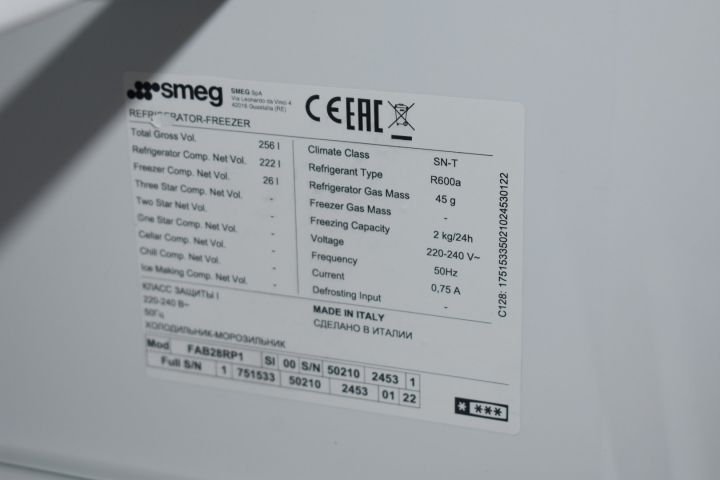 smeg
SMEG SpA
Via Leonardo da Vinci 4
42016 Guastalla (RE)
CE EAC
REFRIGERATOR-FREEZER
Total Gross Vol. 256 l
Refrigerator Comp. Net Vol. 222 l
Freezer Comp. Net Vol. 26 l
Three Star Comp. Net Vol. -
Two Star Net Vol. -
One Star Comp. Net Vol. -
Cellar Comp. Net Vol. -
Chill Comp. Net Vol. -
Ice Making Comp. Net Vol. -
Climate Class SN-T
Refrigerant Type R600a
Refrigerator Gas Mass 45 g
Freezer Gas Mass -
Freezing Capacity 2 kg/24h
Voltage 220-240 V~
Frequency 50Hz
Current 0,75 A
Defrosting Input -
КЛАСС ЗАЩИТЫ I
220-240 В~
50Гц
ХОЛОДИЛЬНИК-МОРОЗИЛЬНИК
MADE IN ITALY
СДЕЛАНО В ИТАЛИИ
Mod FAB28RP1 SI 00 S/N 50210 2453 1
Full S/N 1 751533 50210 2453 01 22
* ***
C128: 17515335021024530122